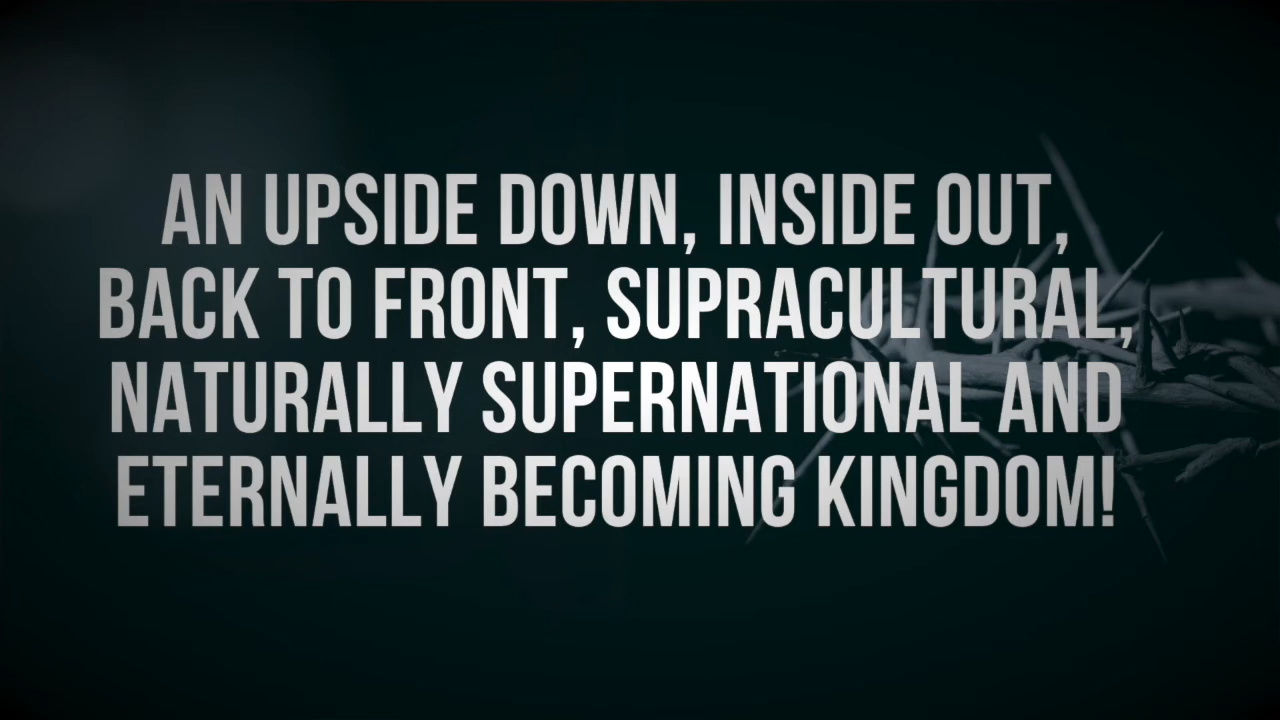 AN UPSIDE DOWN, INSIDE OUT,
BACK TO FRONT, SUPRACULTURAL,
NATURALLY SUPERNATIONAL AND
ETERNALLY BECOMING KINGDOM!